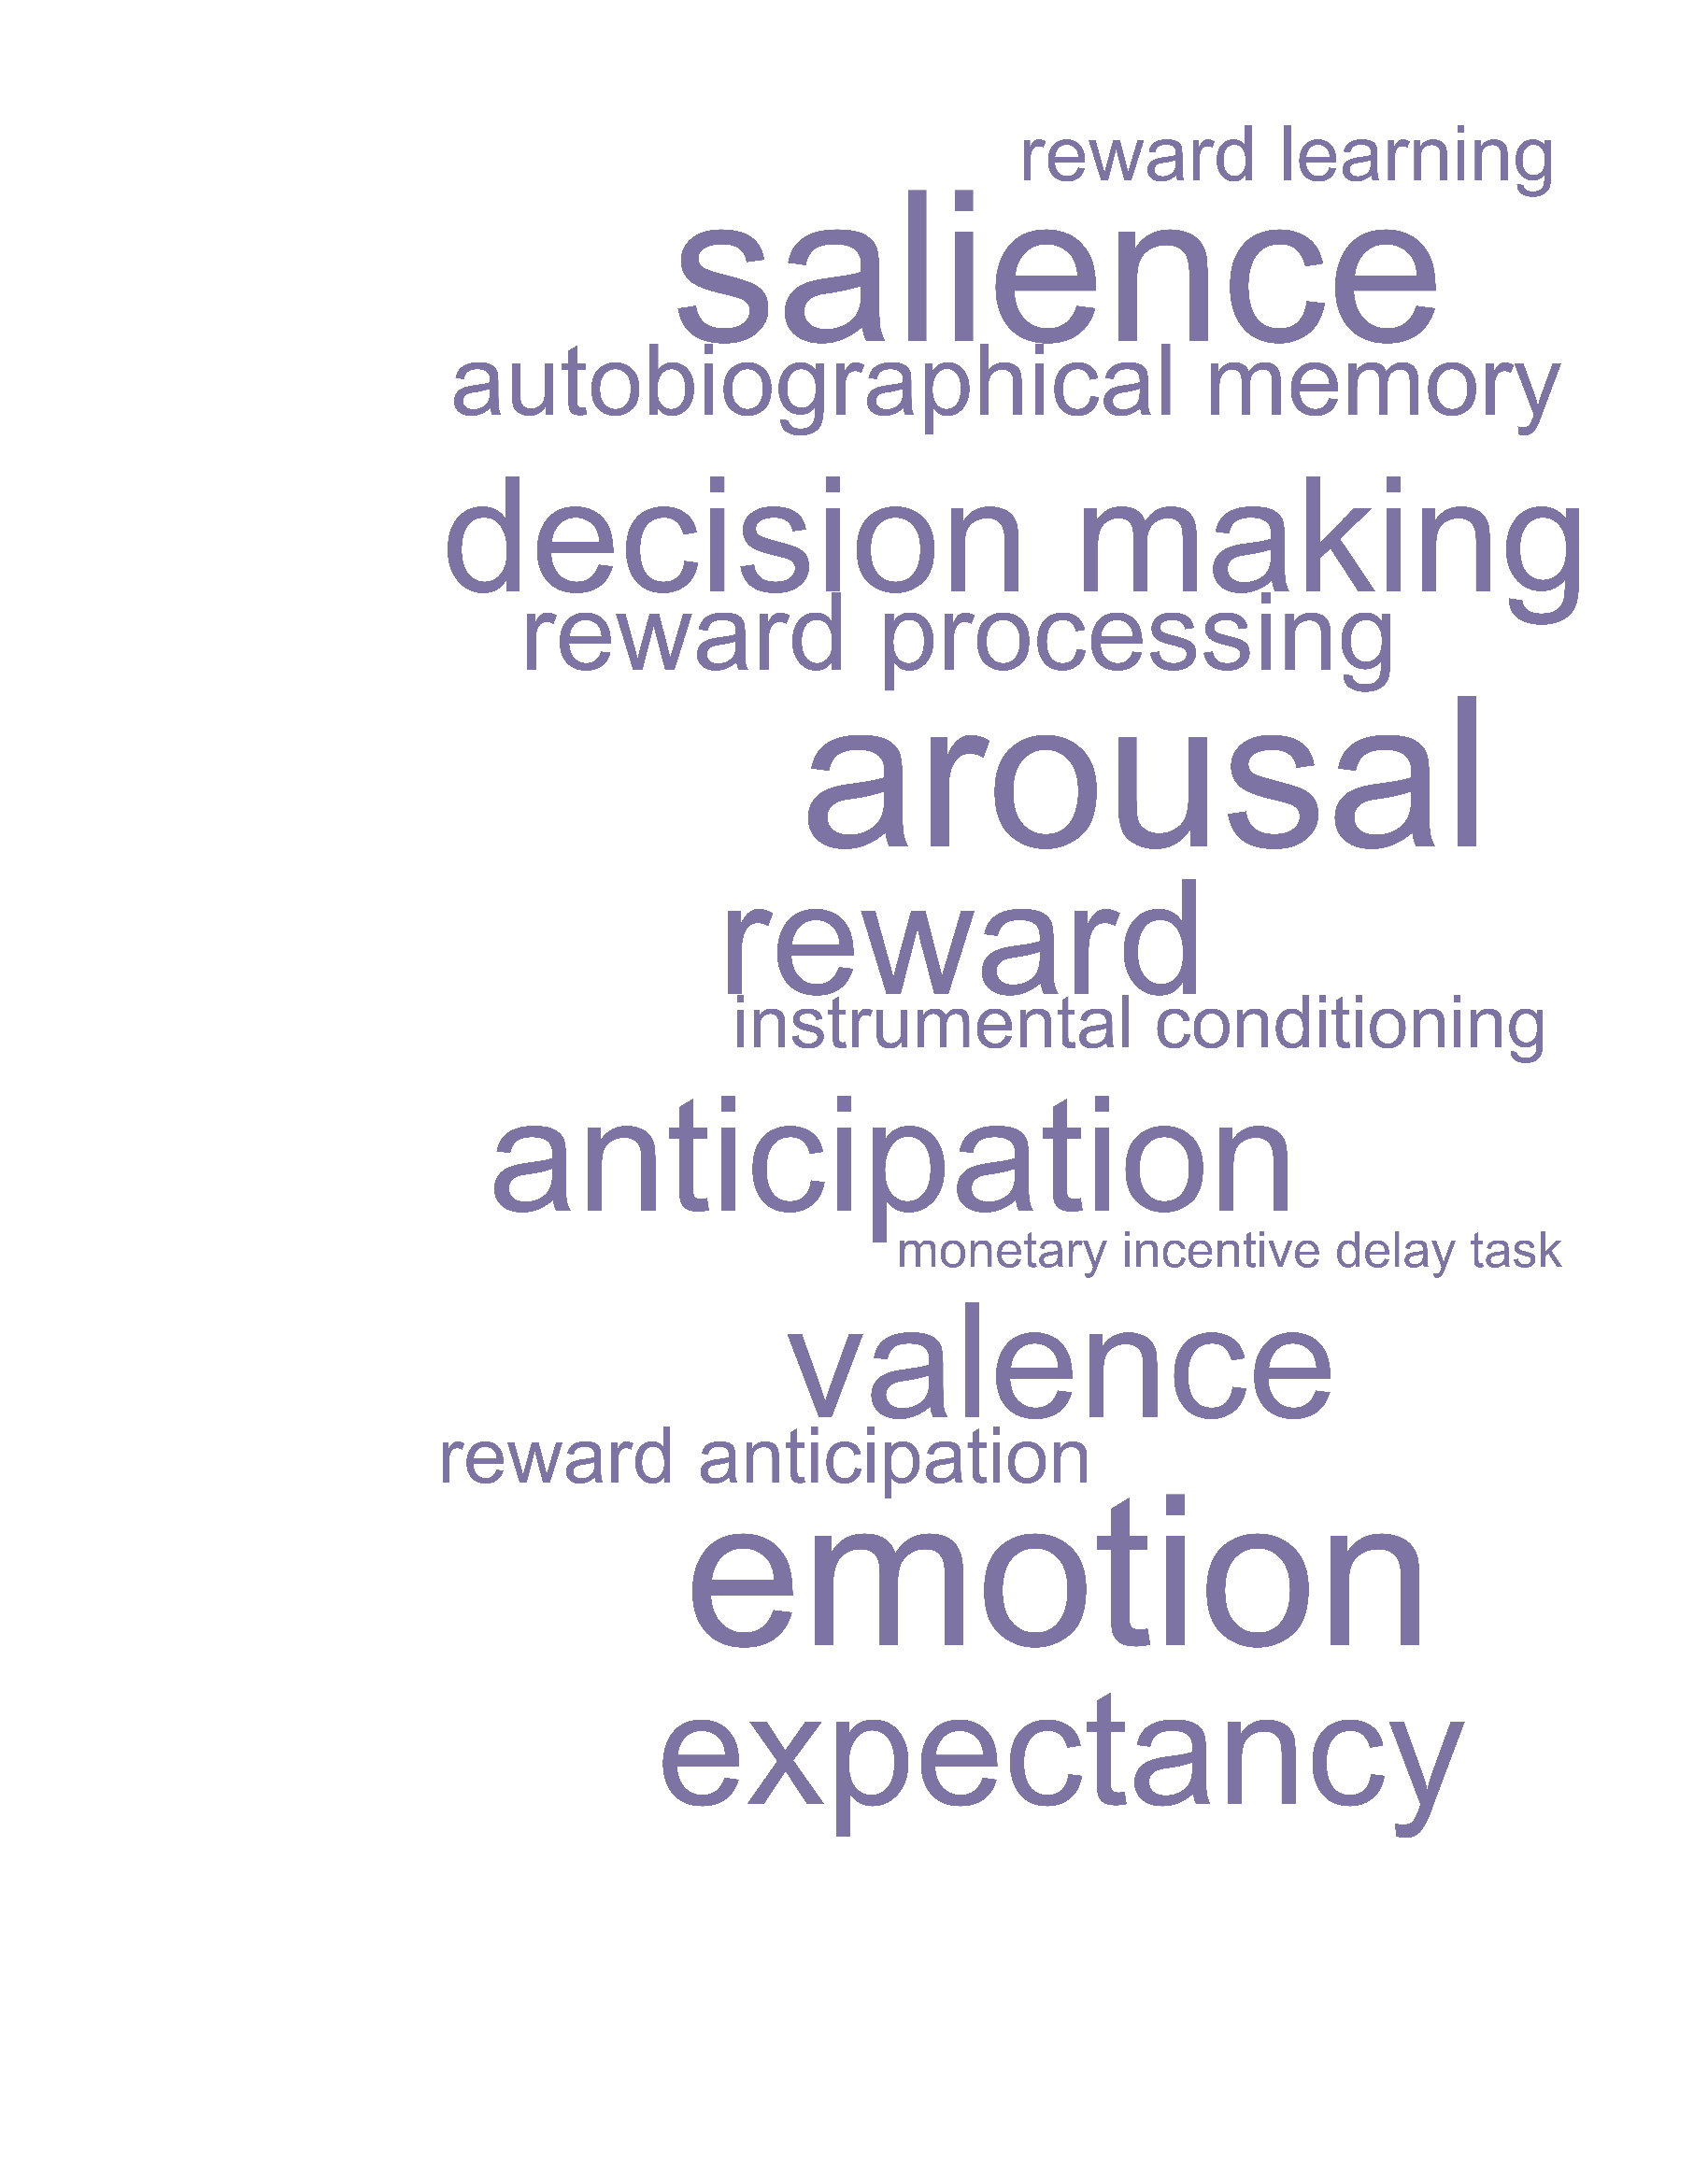 reward learning
salience
autobiographical memory
decision making
reward processing
arousal
reward
instrumental conditioning
anticipation
monetary incentive delay task
valence
reward anticipation
emotion
expectancy